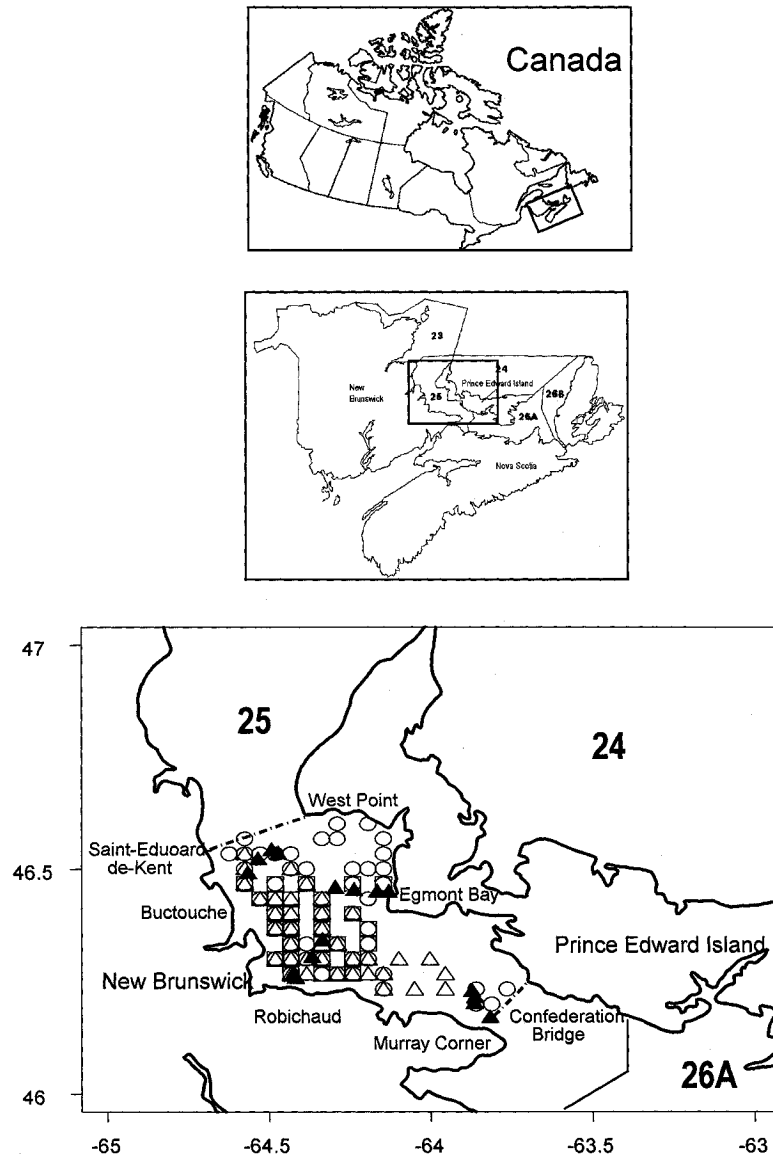 Canada
23
24
New
Brunswick
Prince Edward Island
25
26B
26A
Nova Scotia
47
25
24
West Point
Saint-Eduoard
de-Kent
46.5
Egmont Bay
Buctouche
Prince Edward Island
New Brunswick
Robichaud
Confederation
Bridge
Murray Corner
26A
46
-65
-64.5
-64
-63.5
-63